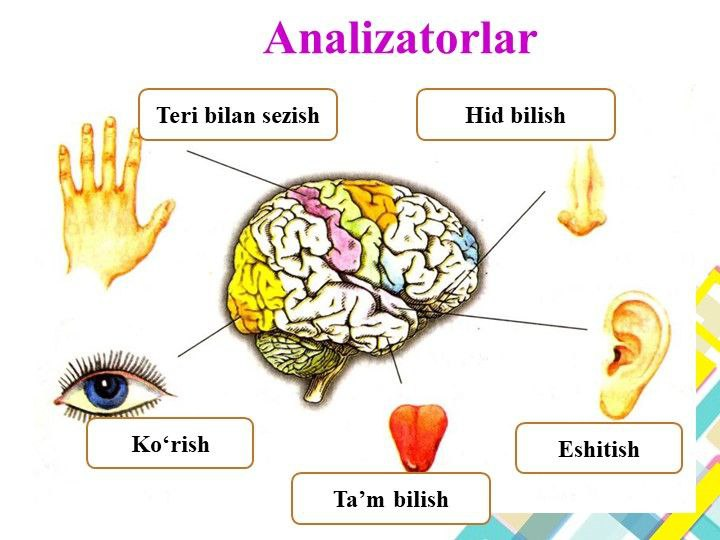 Analizatorlar
Teri bilan sezish
Hid bilish
Ko‘rish
Eshitish
Ta’m bilish